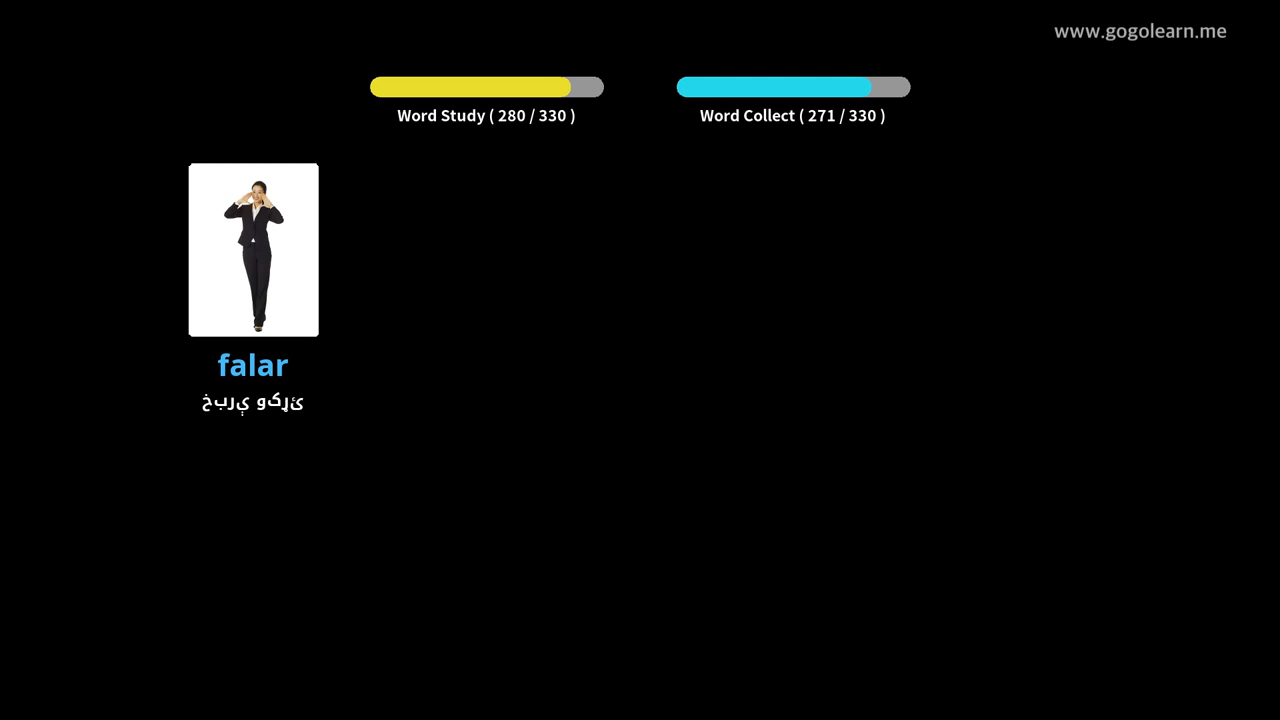 www.gogolearn.me
Word Study ( 280 / 330 )
Word Collect ( 271 / 330 )
falar
خبرې وکړئ